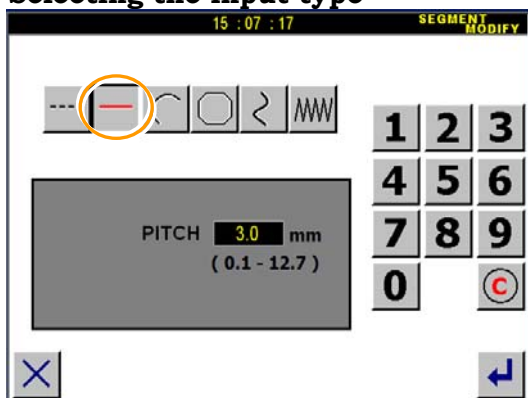 Selecting the input type
15 : 07 : 17
SEGMENT
MODIFY
1 2 3
4 5 6
PITCH 3.0 mm
7 8 9
( 0.1 - 12.7 )
0 C